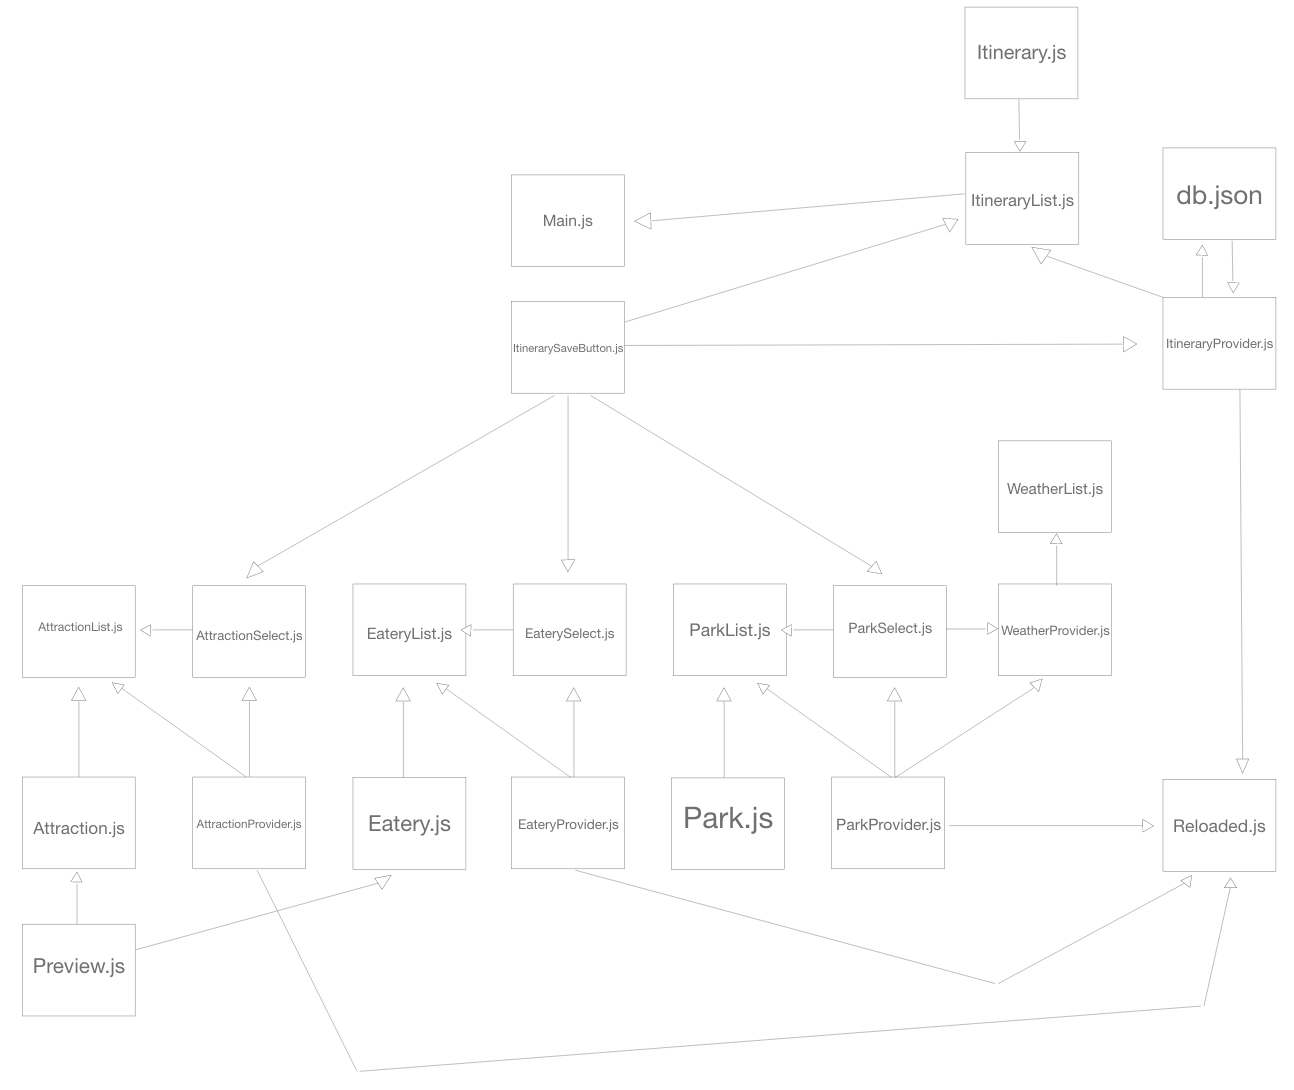 Itinerary.js
Main.js
ItineraryList.js
db.json
ItinerarySaveButton.js
ItineraryProvider.js
WeatherList.js
AttractionList.js
AttractionSelect.js
EateryList.js
EaterySelect.js
ParkList.js
ParkSelect.js
WeatherProvider.js
Attraction.js
AttractionProvider.js
Eatery.js
EateryProvider.js
Park.js
ParkProvider.js
Reloaded.js
Preview.js